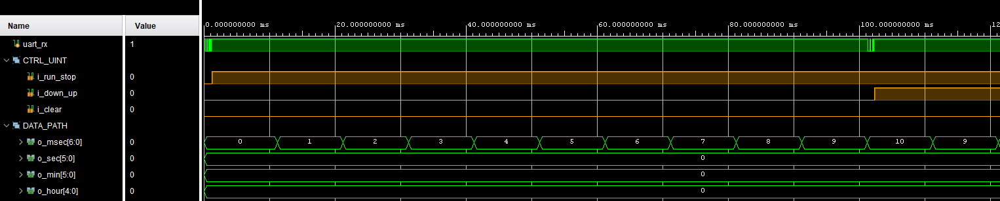 Name Value 0.000000000 ms 20.000000000 ms 40.000000000 ms 60.000000000 ms 80.000000000 ms 100.000000000 ms 12
uart_rx 1
CTRL_UINT
i_run_stop 0
i_down_up 0
i_clear 0
DATA_PATH
o_msec[6:0] 0 0 1 2 3 4 5 6 7 8 9 10 9
o_sec[5:0] 0 0
o_min[5:0] 0 0
o_hour[4:0] 0 0